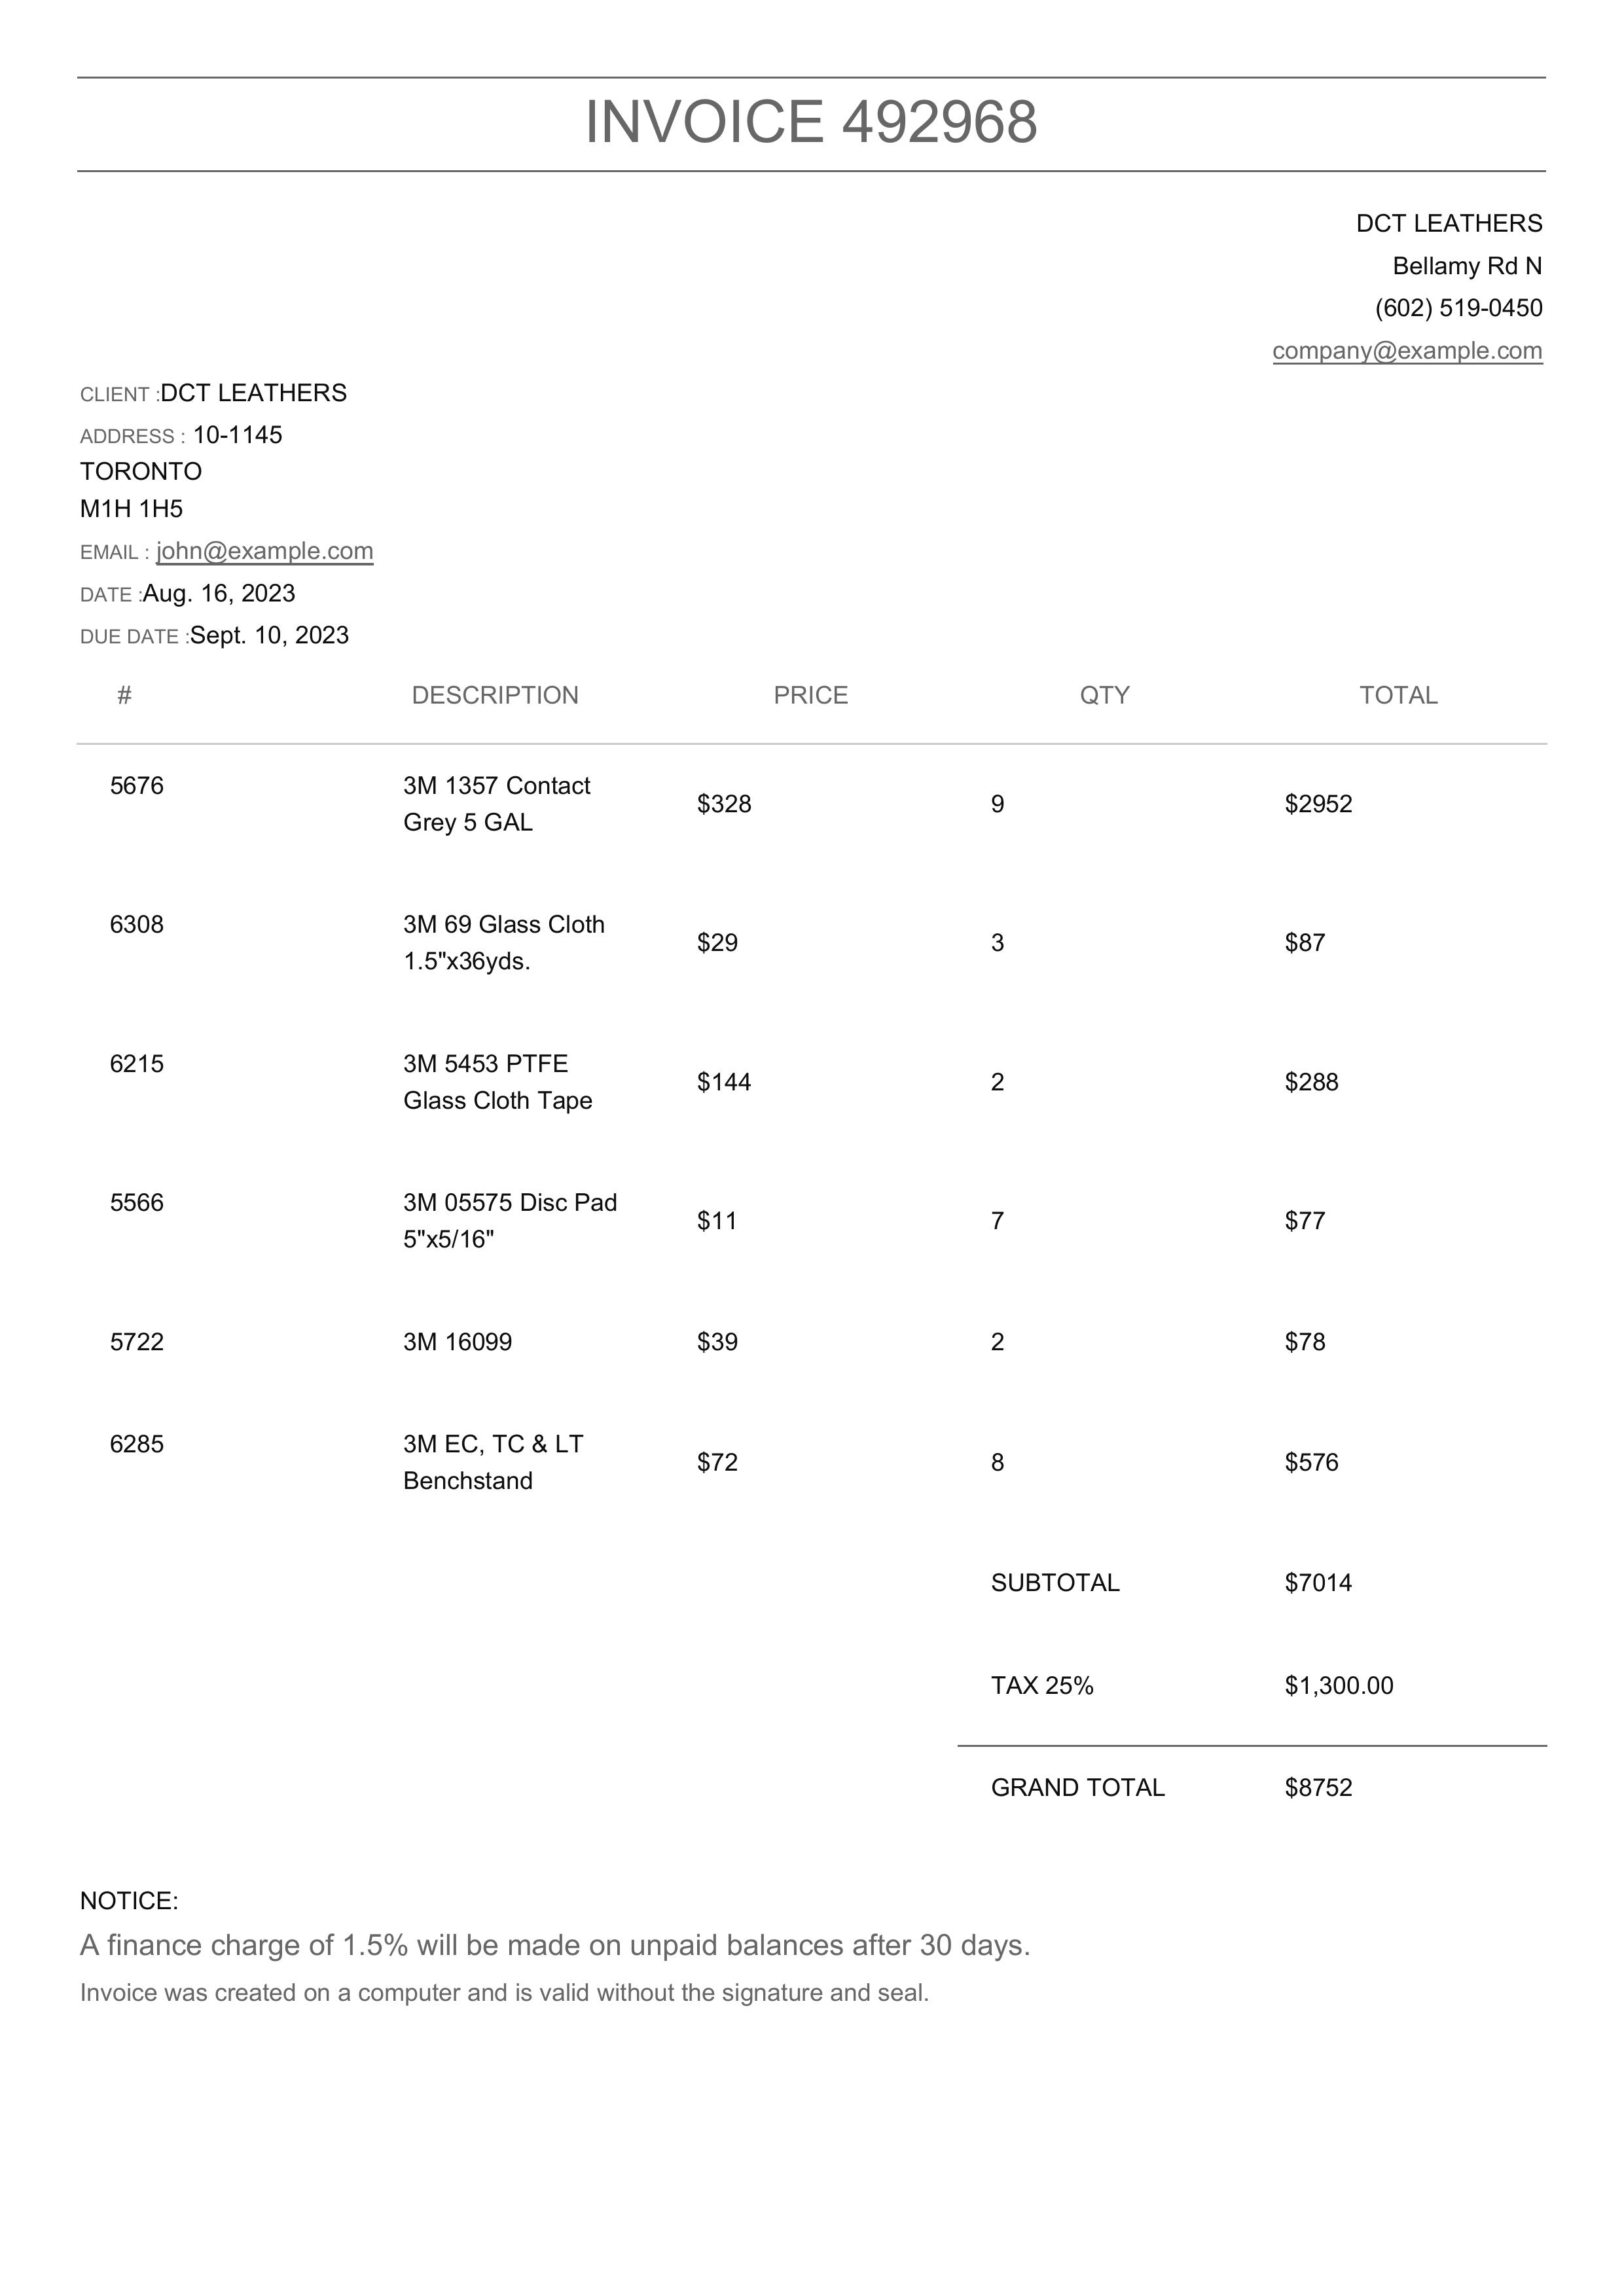 INVOICE 492968
DCT LEATHERS
Bellamy Rd N
(602) 519-0450
company@example.com
CLIENT :DCT LEATHERS
ADDRESS : 10-1145
TORONTO
M1H 1H5
EMAIL : john@example.com
DATE :Aug. 16, 2023
DUE DATE :Sept. 10, 2023
# DESCRIPTION PRICE QTY TOTAL
5676 3M 1357 Contact $328 9 $2952
Grey 5 GAL
6308 3M 69 Glass Cloth $29 3 $87
1.5"x36yds.
6215 3M 5453 PTFE $144 2 $288
Glass Cloth Tape
5566 3M 05575 Disc Pad $11 7 $77
5"x5/16"
5722 3M 16099 $39 2 $78
6285 3M EC, TC & LT $72 8 $576
Benchstand
SUBTOTAL $7014
TAX 25% $1,300.00
GRAND TOTAL $8752
NOTICE:
A finance charge of 1.5% will be made on unpaid balances after 30 days.
Invoice was created on a computer and is valid without the signature and seal.